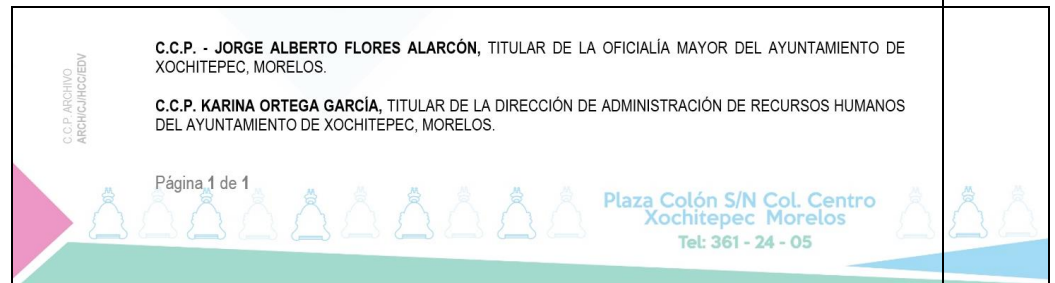 C.C.P. ARCHIVO
ARCH/CJ/HCC/EDV
C.C.P. - JORGE ALBERTO FLORES ALARCÓN, TITULAR DE LA OFICIALÍA MAYOR DEL AYUNTAMIENTO DE
XOCHITEPEC, MORELOS.
C.C.P. KARINA ORTEGA GARCÍA, TITULAR DE LA DIRECCIÓN DE ADMINISTRACIÓN DE RECURSOS HUMANOS
DEL AYUNTAMIENTO DE XOCHITEPEC, MORELOS.
Página 1 de 1
Plaza Colón S/N Col. Centro
Xochitepec Morelos
Tel: 361 - 24 - 05